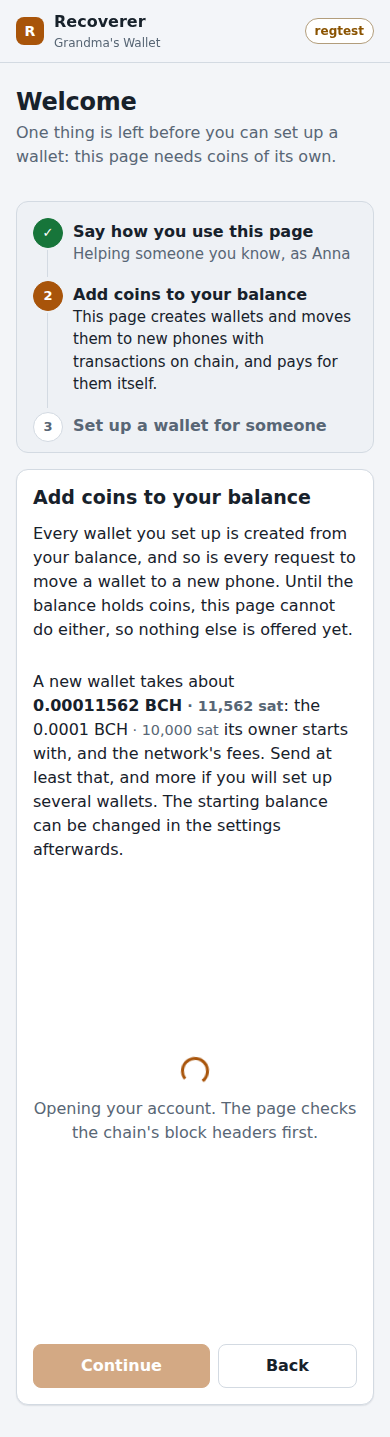 R
Recoverer
Grandma's Wallet
regtest
Welcome
One thing is left before you can set up a
wallet: this page needs coins of its own.
✓
Say how you use this page
Helping someone you know, as Anna
2
Add coins to your balance
This page creates wallets and moves
them to new phones with
transactions on chain, and pays for
them itself.
3
Set up a wallet for someone
Add coins to your balance
Every wallet you set up is created from
your balance, and so is every request to
move a wallet to a new phone. Until the
balance holds coins, this page cannot
do either, so nothing else is offered yet.
A new wallet takes about
0.00011562 BCH · 11,562 sat: the
0.0001 BCH · 10,000 sat its owner starts
with, and the network's fees. Send at
least that, and more if you will set up
several wallets. The starting balance
can be changed in the settings
afterwards.
Opening your account. The page checks
the chain's block headers first.
Continue
Back